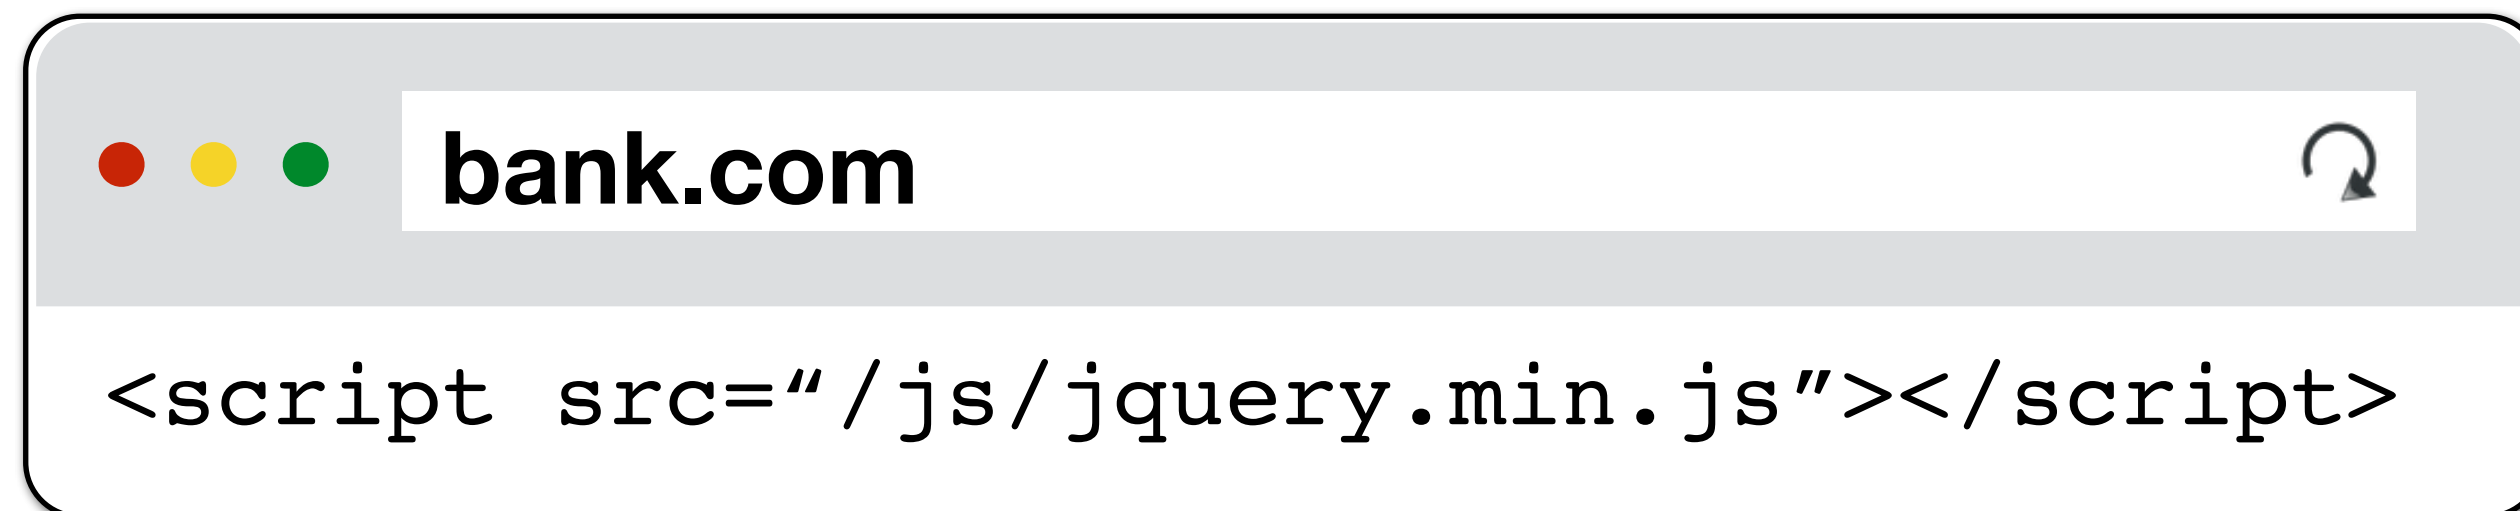 bank.com
<script src=“/js/jquery.min.js”></script>